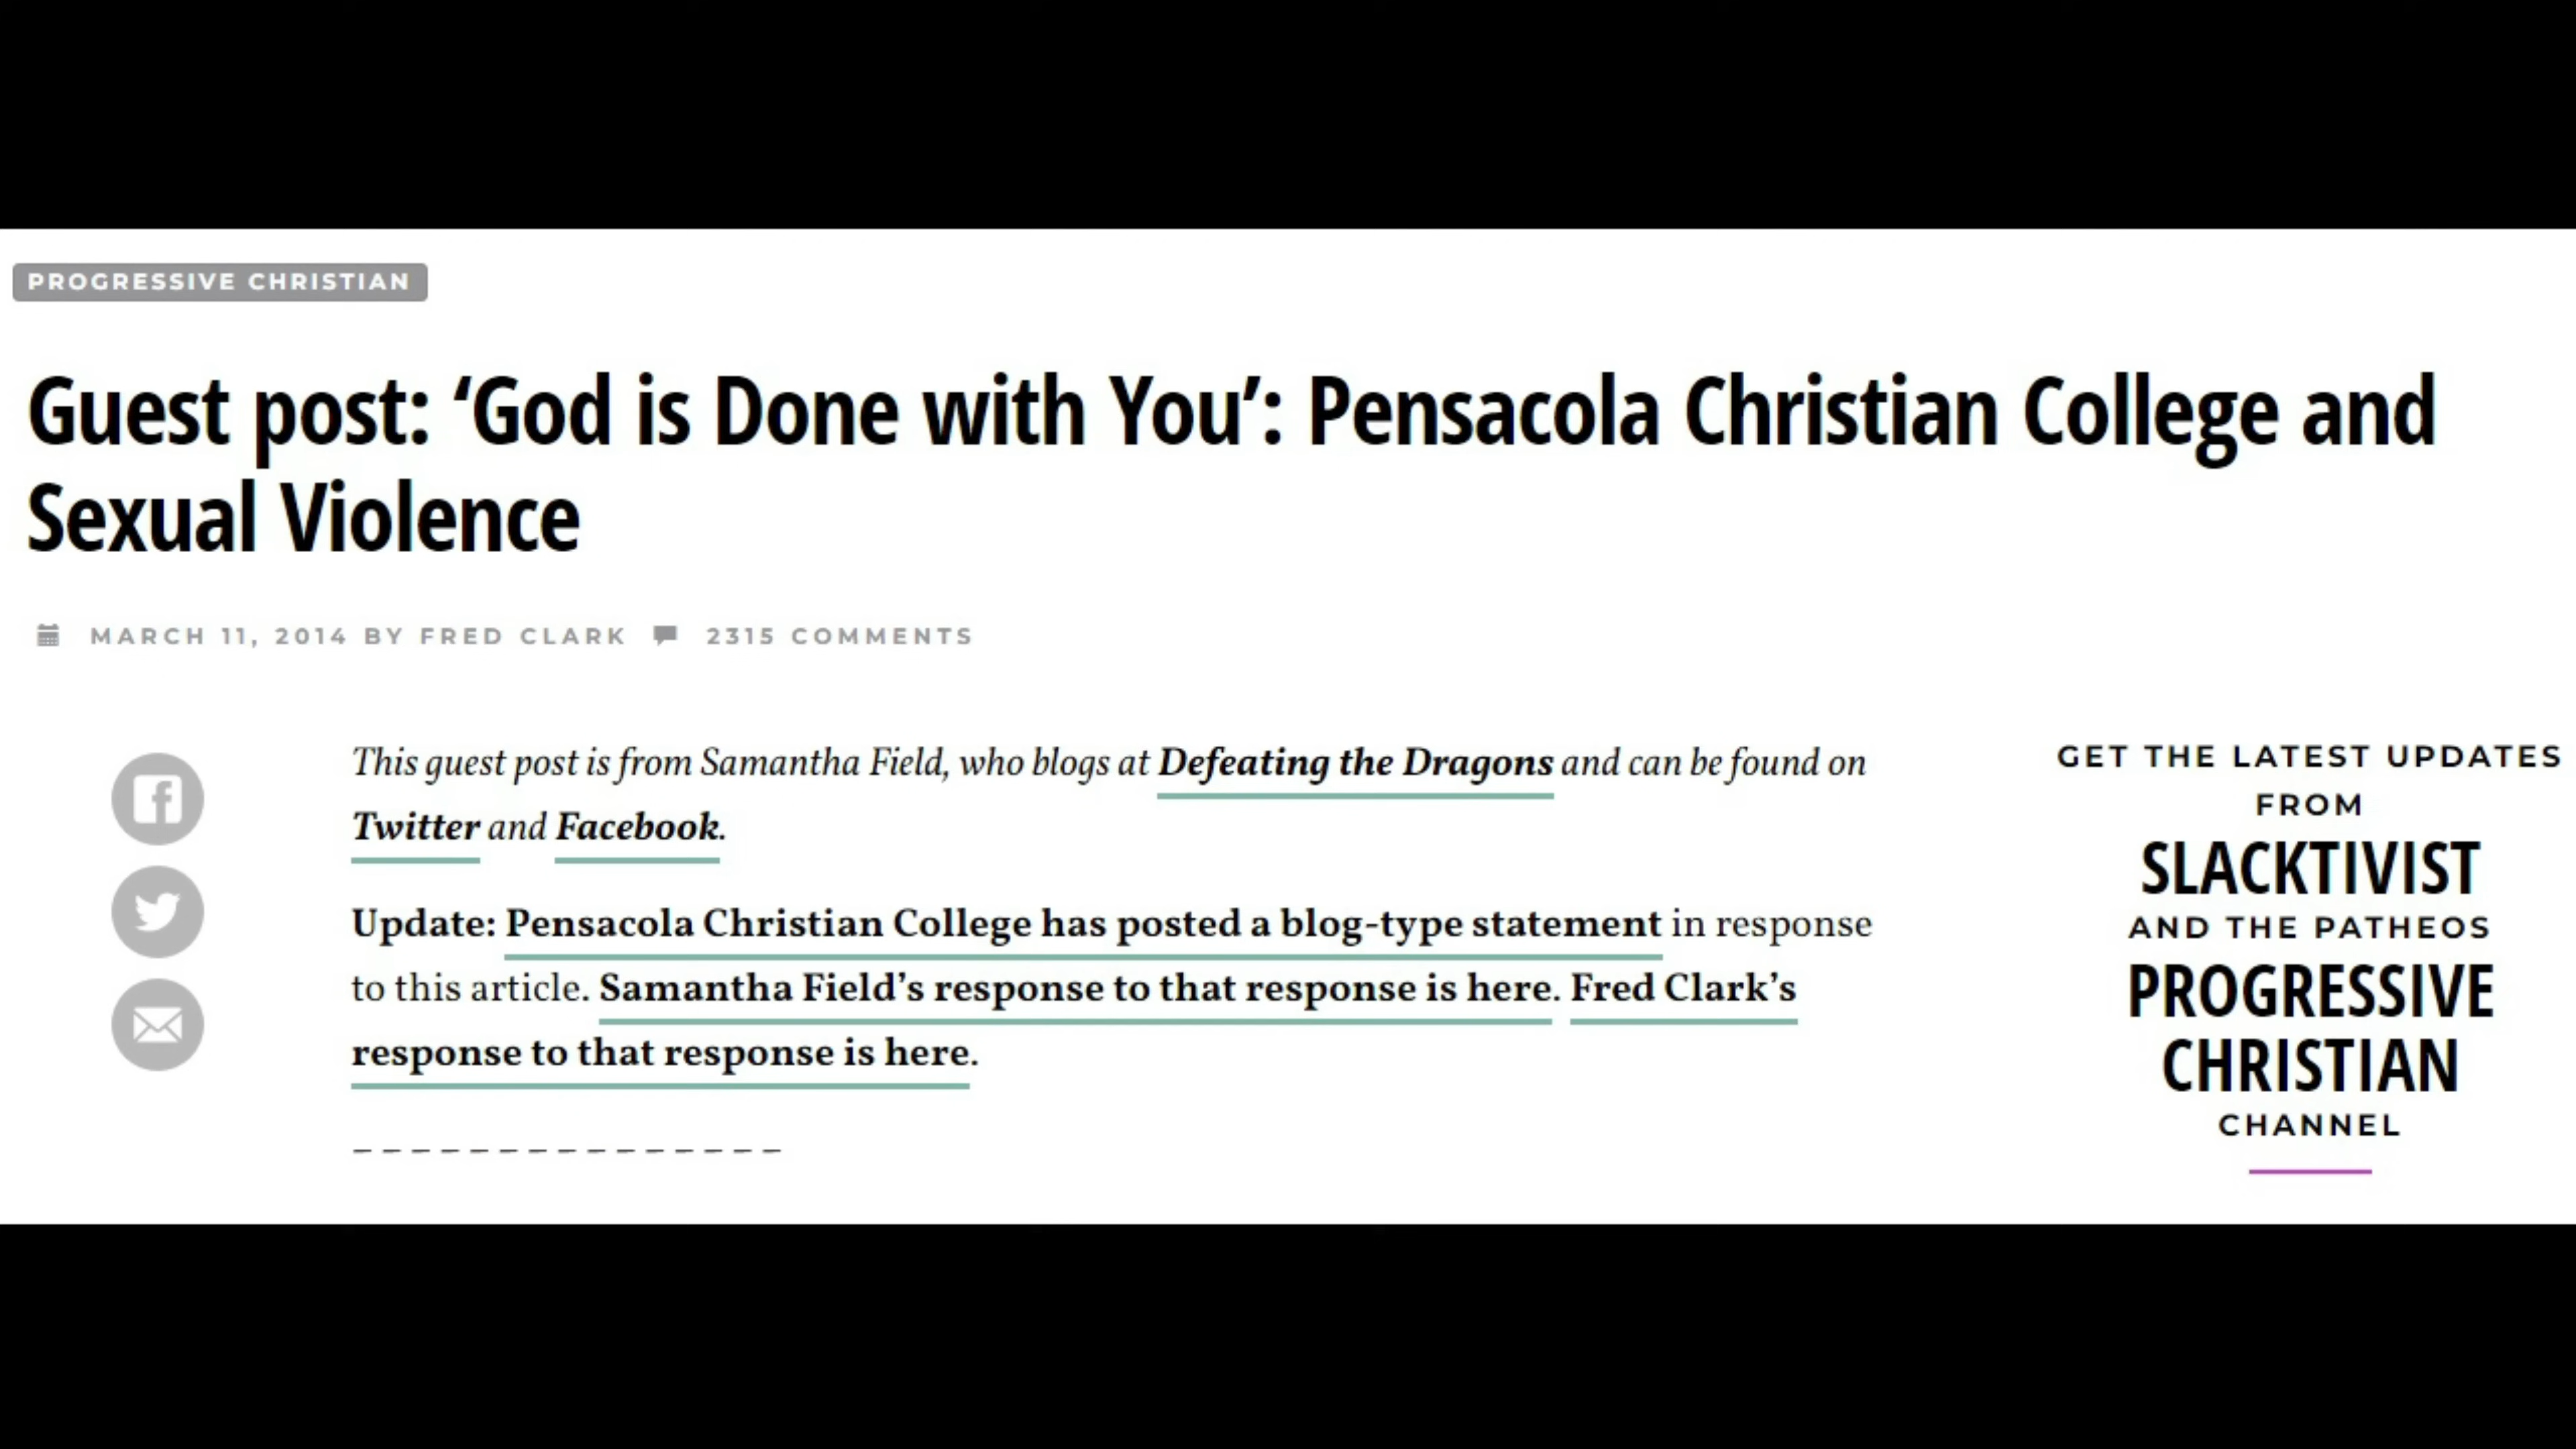 PROGRESSIVE CHRISTIAN
Guest post: ‘God is Done with You’: Pensacola Christian College and
Sexual Violence
MARCH 11, 2014 BY FRED CLARK 2315 COMMENTS
This guest post is from Samantha Field, who blogs at Defeating the Dragons and can be found on
Twitter and Facebook.
Update: Pensacola Christian College has posted a blog-type statement in response
to this article. Samantha Field’s response to that response is here. Fred Clark’s
response to that response is here.
_ _ _ _ _ _ _ _ _ _ _ _ _ _ _
GET THE LATEST UPDATES
FROM
SLACKTIVIST
AND THE PATHEOS
PROGRESSIVE
CHRISTIAN
CHANNEL